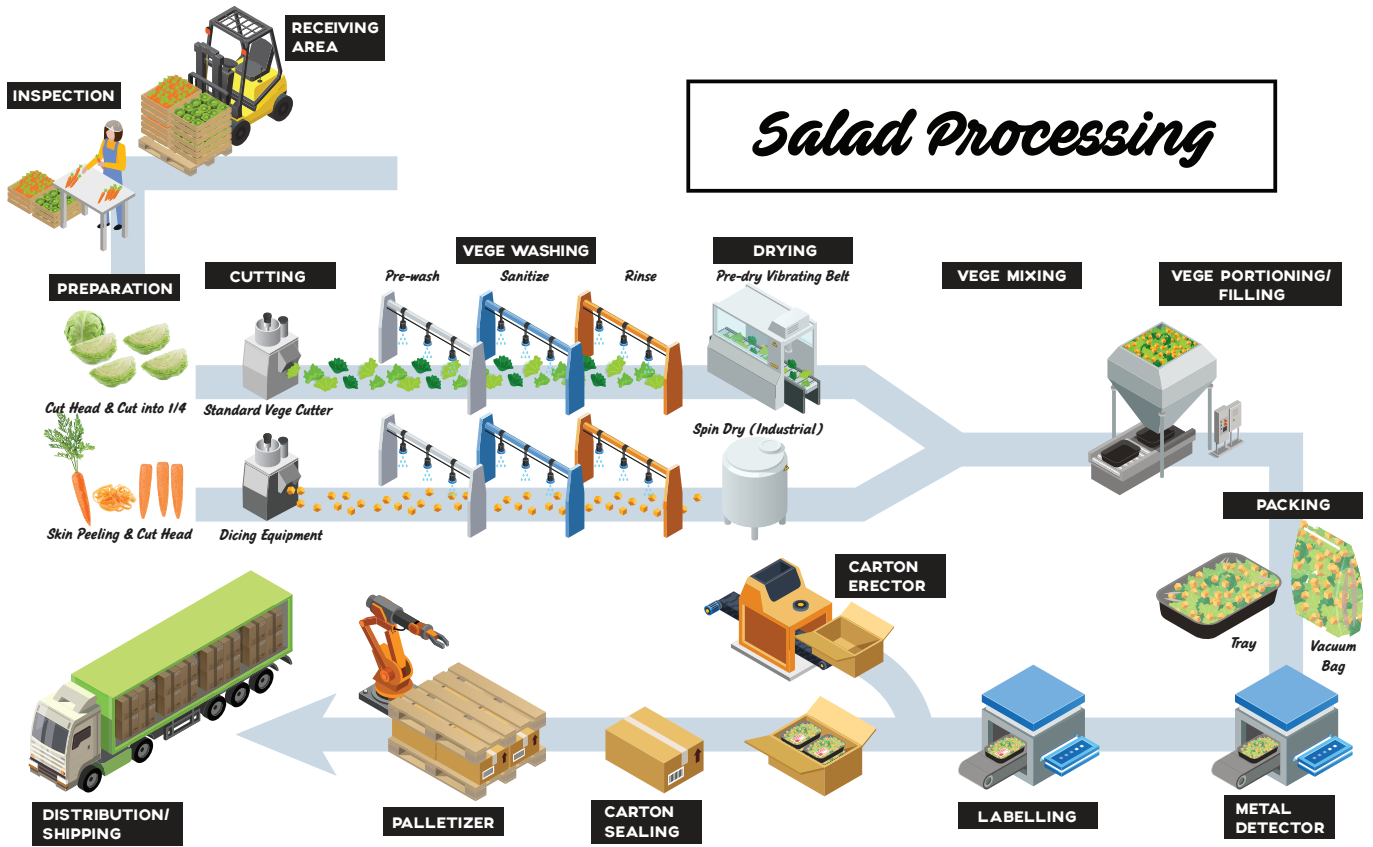 RECEIVING
AREA
INSPECTION
Salad Processing
PREPARATION
CUTTING
VEGE WASHING
Pre-wash
Sanitize
Rinse
DRYING
Pre-dry Vibrating Belt
VEGE MIXING
VEGE PORTIONING/
FILLING
Cut Head & Cut into 1/4
Standard Vege Cutter
Spin Dry (Industrial)
Skin Peeling & Cut Head
Dicing Equipment
PACKING
Tray
Vacuum
Bag
CARTON
ERECTOR
DISTRIBUTION/
SHIPPING
PALLETIZER
CARTON
SEALING
LABELLING
METAL
DETECTOR